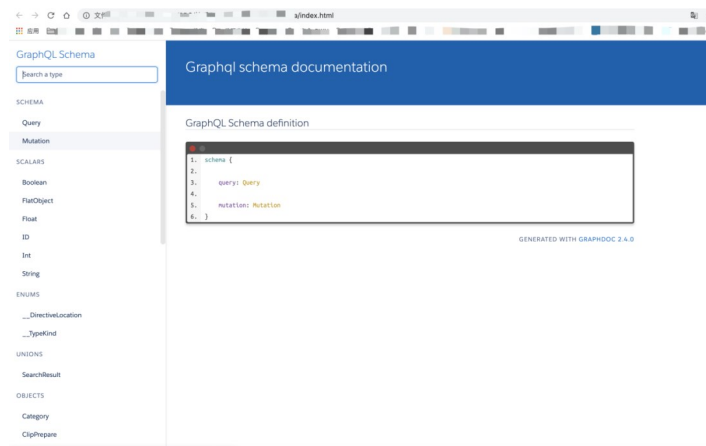 a/index.html
应用
GraphQL Schema
Search a type
SCHEMA
Query
Mutation
SCALARS
Boolean
FlatObject
Float
ID
Int
String
ENUMS
__DirectiveLocation
__TypeKind
UNIONS
SearchResult
OBJECTS
Category
ClipPrepare
Graphql schema documentation
GraphQL Schema definition
1. schema {
2.
3. query: Query
4.
5. mutation: Mutation
6. }
GENERATED WITH GRAPHDOC 2.4.0